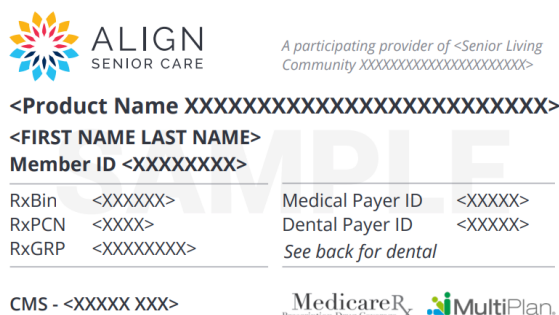 ALIGN
SENIOR CARE
A participating provider of <Senior Living
Community XXXXXXXXXXXXXXXXXXXXXX>
<Product Name XXXXXXXXXXXXXXXXXXXXXXXXX>
<FIRST NAME LAST NAME>
Member ID <XXXXXXXX>
SAMPLE
RxBin <XXXXXX>
RxPCN <XXXX>
RxGRP <XXXXXXXX>
Medical Payer ID <XXXXX>
Dental Payer ID <XXXXX>
See back for dental
CMS - <XXXXX XXX>
MedicareRx
MultiPlan.